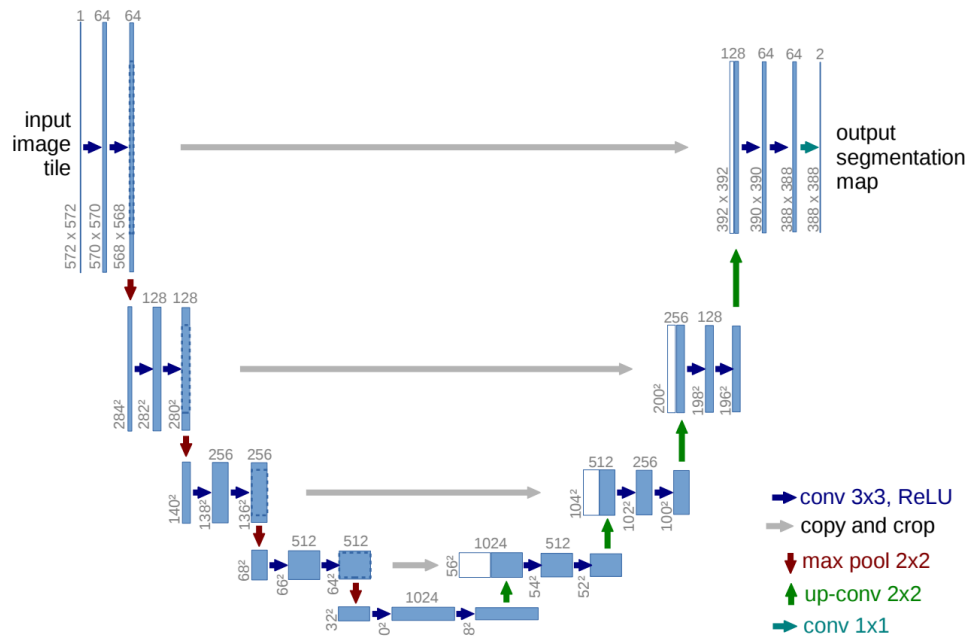 1 64 64
input
image
tile
572 x 572
570 x 570
568 x 568
128 64 64 2
output
segmentation
map
392 x 392
390 x 390
388 x 388
388 x 388
128 128
284²
282²
280²
256 128
200²
198²
196²
256 256
140²
138²
136²
512 256
104²
102²
100²
512 512
68²
66²
64²
1024 512
56²
54²
52²
1024
32²
0²
8²
conv 3x3, ReLU
copy and crop
max pool 2x2
up-conv 2x2
conv 1x1